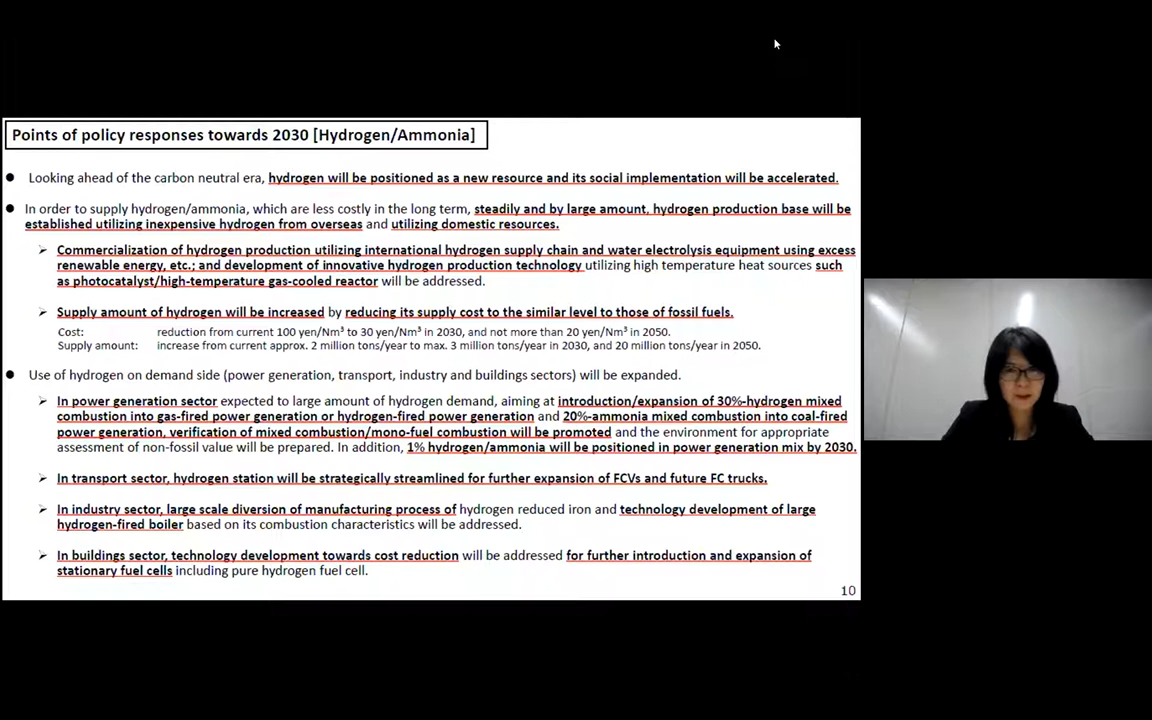 Points of policy responses towards 2030 [Hydrogen/Ammonia]
● Looking ahead of the carbon neutral era, hydrogen will be positioned as a new resource and its social implementation will be accelerated.
● In order to supply hydrogen/ammonia, which are less costly in the long term, steadily and by large amount, hydrogen production base will be
established utilizing inexpensive hydrogen from overseas and utilizing domestic resources.
➢ Commercialization of hydrogen production utilizing international hydrogen supply chain and water electrolysis equipment using excess
renewable energy, etc.; and development of innovative hydrogen production technology utilizing high temperature heat sources such
as photocatalyst/high-temperature gas-cooled reactor will be addressed.
➢ Supply amount of hydrogen will be increased by reducing its supply cost to the similar level to those of fossil fuels.
Cost: reduction from current 100 yen/Nm³ to 30 yen/Nm³ in 2030, and not more than 20 yen/Nm³ in 2050.
Supply amount: increase from current approx. 2 million tons/year to max. 3 million tons/year in 2030, and 20 million tons/year in 2050.
● Use of hydrogen on demand side (power generation, transport, industry and buildings sectors) will be expanded.
➢ In power generation sector expected to large amount of hydrogen demand, aiming at introduction/expansion of 30%-hydrogen mixed
combustion into gas-fired power generation or hydrogen-fired power generation and 20%-ammonia mixed combustion into coal-fired
power generation, verification of mixed combustion/mono-fuel combustion will be promoted and the environment for appropriate
assessment of non-fossil value will be prepared. In addition, 1% hydrogen/ammonia will be positioned in power generation mix by 2030.
➢ In transport sector, hydrogen station will be strategically streamlined for further expansion of FCVs and future FC trucks.
➢ In industry sector, large scale diversion of manufacturing process of hydrogen reduced iron and technology development of large
hydrogen-fired boiler based on its combustion characteristics will be addressed.
➢ In buildings sector, technology development towards cost reduction will be addressed for further introduction and expansion of
stationary fuel cells including pure hydrogen fuel cell.
10